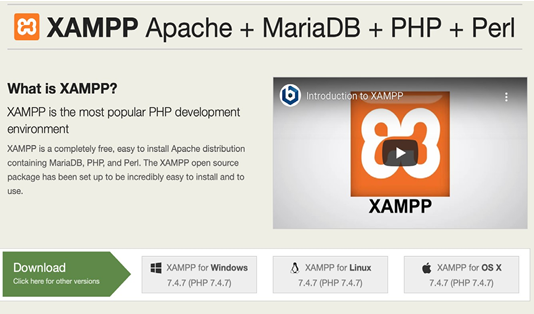 XAMPP Apache + MariaDB + PHP + Perl
What is XAMPP?
XAMPP is the most popular PHP development
environment
XAMPP is a completely free, easy to install Apache distribution
containing MariaDB, PHP, and Perl. The XAMPP open source
package has been set up to be incredibly easy to install and to
use.
Introduction to XAMPP
XAMPP
Download
Click here for other versions
XAMPP for Windows
7.4.7 (PHP 7.4.7)
XAMPP for Linux
7.4.7 (PHP 7.4.7)
XAMPP for OS X
7.4.7 (PHP 7.4.7)